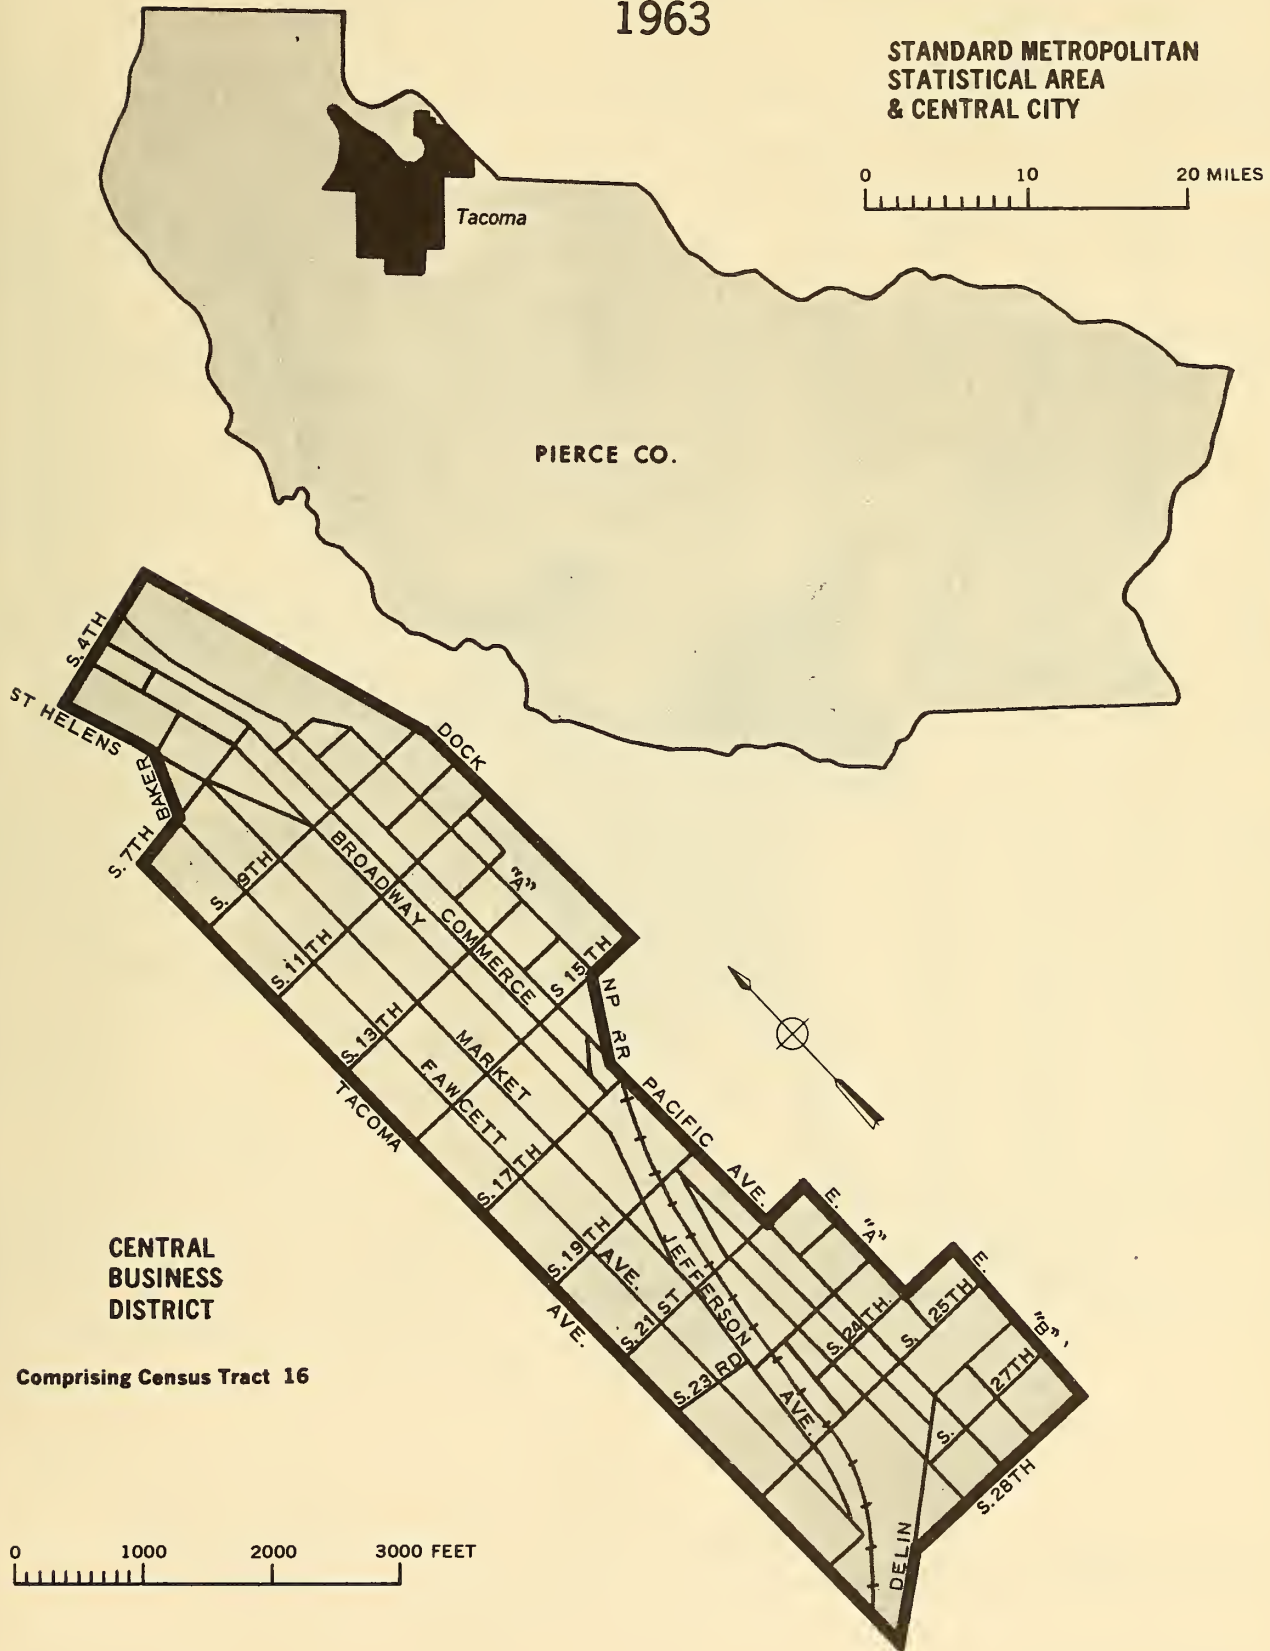 1963
STANDARD METROPOLITAN
STATISTICAL AREA
& CENTRAL CITY
0 10 20 MILES
Tacoma
PIERCE CO.
S. 4TH
ST HELENS
BAKER
S. 7TH
DOCK
S. 9TH
BROADWAY
"A"
COMMERCE
S. 11TH
S 15TH
NP RR
S. 13TH
MARKET
FAWCETT
TACOMA
PACIFIC
AVE.
S. 17TH
E.
"A"
S. 19TH
AVE.
JEFFERSON
E.
"B"
S. 21 ST
AVE.
S. 24TH.
S. 25TH
S. 23 RD
AVE.
S. 27TH
S. 28TH
DELIN
CENTRAL
BUSINESS
DISTRICT
Comprising Census Tract 16
0 1000 2000 3000 FEET